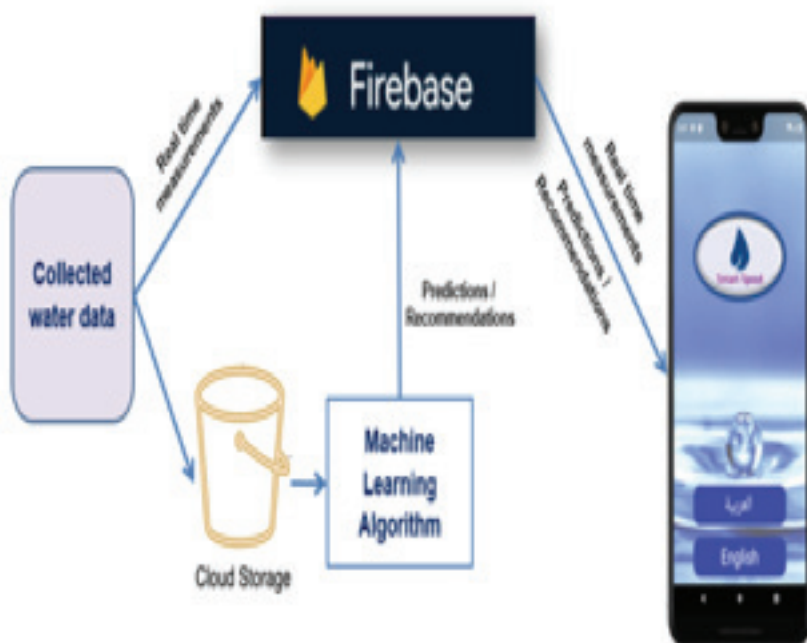 Firebase
Real time
measurements
Collected
water data
Predictions /
Recommendations
Real time
measurements
Predictions /
Recommendations
Machine
Learning
Algorithm
Cloud Storage
العربية
English